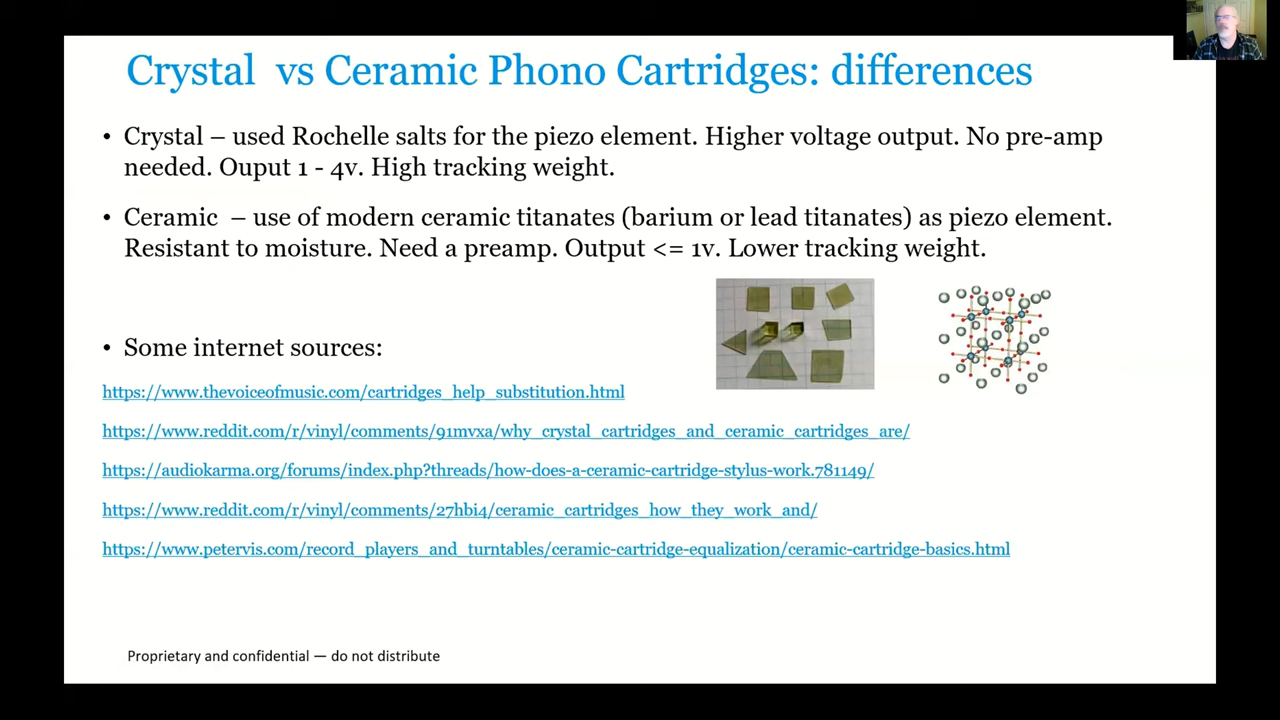 Crystal vs Ceramic Phono Cartridges: differences
• Crystal – used Rochelle salts for the piezo element. Higher voltage output. No pre-amp
needed. Ouput 1 - 4v. High tracking weight.
• Ceramic – use of modern ceramic titanates (barium or lead titanates) as piezo element.
Resistant to moisture. Need a preamp. Output <= 1v. Lower tracking weight.
• Some internet sources:
https://www.thevoiceofmusic.com/cartridges_help_substitution.html
https://www.reddit.com/r/vinyl/comments/91mvxa/why_crystal_cartridges_and_ceramic_cartridges_are/
https://audiokarma.org/forums/index.php?threads/how-does-a-ceramic-cartridge-stylus-work.781149/
https://www.reddit.com/r/vinyl/comments/27hbi4/ceramic_cartridges_how_they_work_and/
https://www.petervis.com/record_players_and_turntables/ceramic-cartridge-equalization/ceramic-cartridge-basics.html
Proprietary and confidential — do not distribute